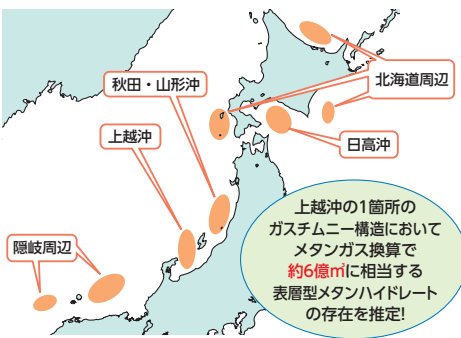 北海道周辺
秋田・山形沖
日高沖
上越沖
隠岐周辺
上越沖の1箇所の
ガスチムニー構造において
メタンガス換算で
約6億㎥に相当する
表層型メタンハイドレート
の存在を推定!